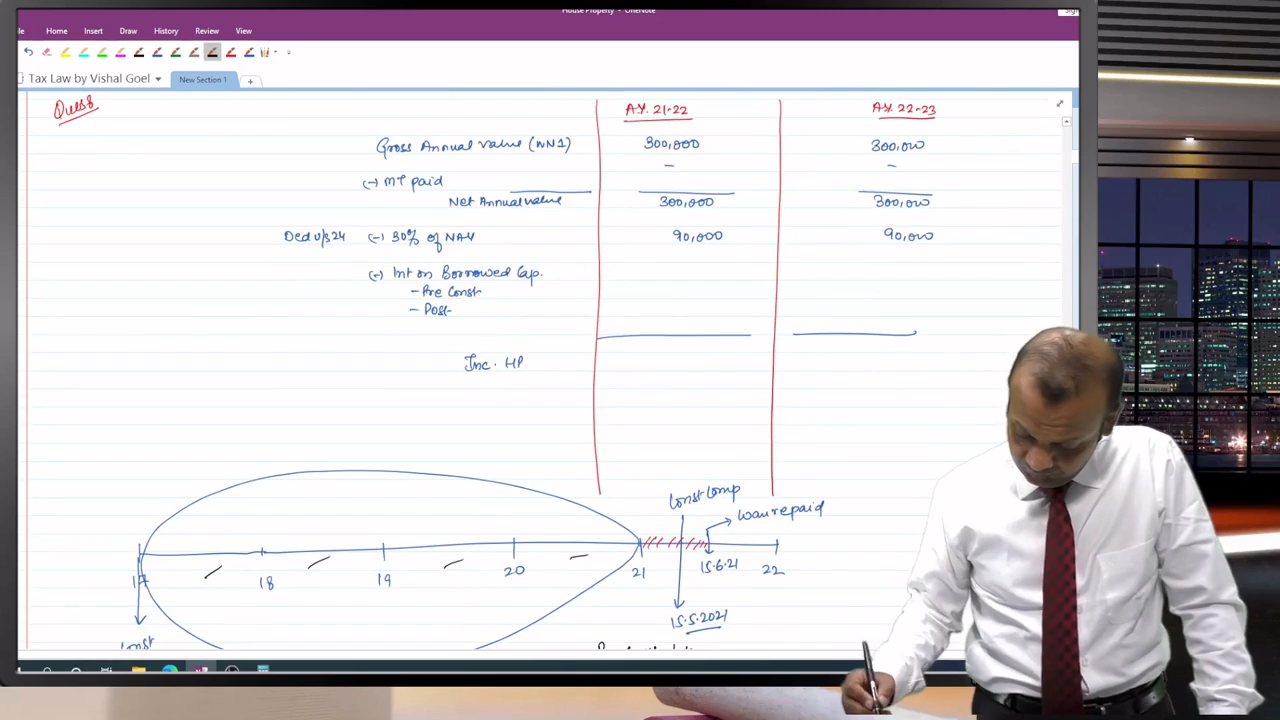 House Property - OneNote
Sign
le Home Insert Draw History Review View
Tax Law by Vishal Goel
New Section 1
Ques8
A.Y. 21-22
A.Y. 22-23
Gross Annual Value (WN1) 300,000 300,000
(-) MT paid - -
Net Annual Value 300,000 300,000
Ded u/s 24 (-) 30% of NAV 90,000 90,000
(-) Int on Borrowed Cap.
- Pre Const
- Post
Inc. HP
Const Comp
Loan repaid
17 18 19 20 21 15.6.21 22
15.5.2021
Const